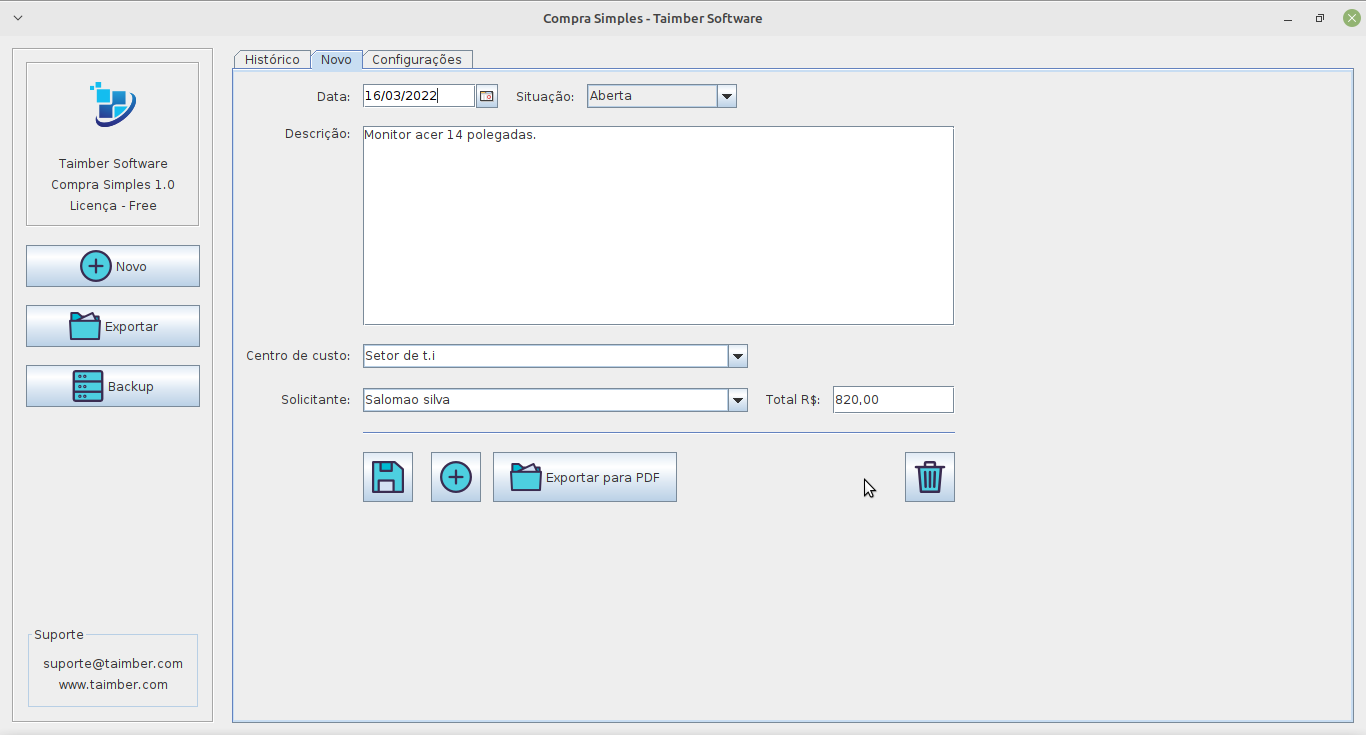 Compra Simples - Taimber Software
Taimber Software
Compra Simples 1.0
Licença - Free
Novo
Exportar
Backup
Suporte
suporte@taimber.com
www.taimber.com
Histórico Novo Configurações
Data: 16/03/2022 Situação: Aberta
Descrição: Monitor acer 14 polegadas.
Centro de custo: Setor de t.i
Solicitante: Salomao silva Total R$: 820,00
Exportar para PDF